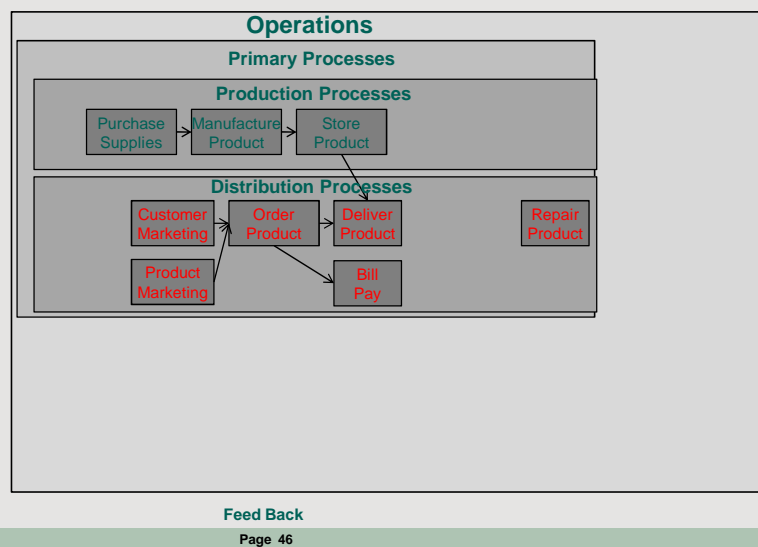 Operations
Primary Processes
Production Processes
Purchase
Supplies
Manufacture
Product
Store
Product
Distribution Processes
Customer
Marketing
Order
Product
Deliver
Product
Repair
Product
Product
Marketing
Bill
Pay
Feed Back
Page 46